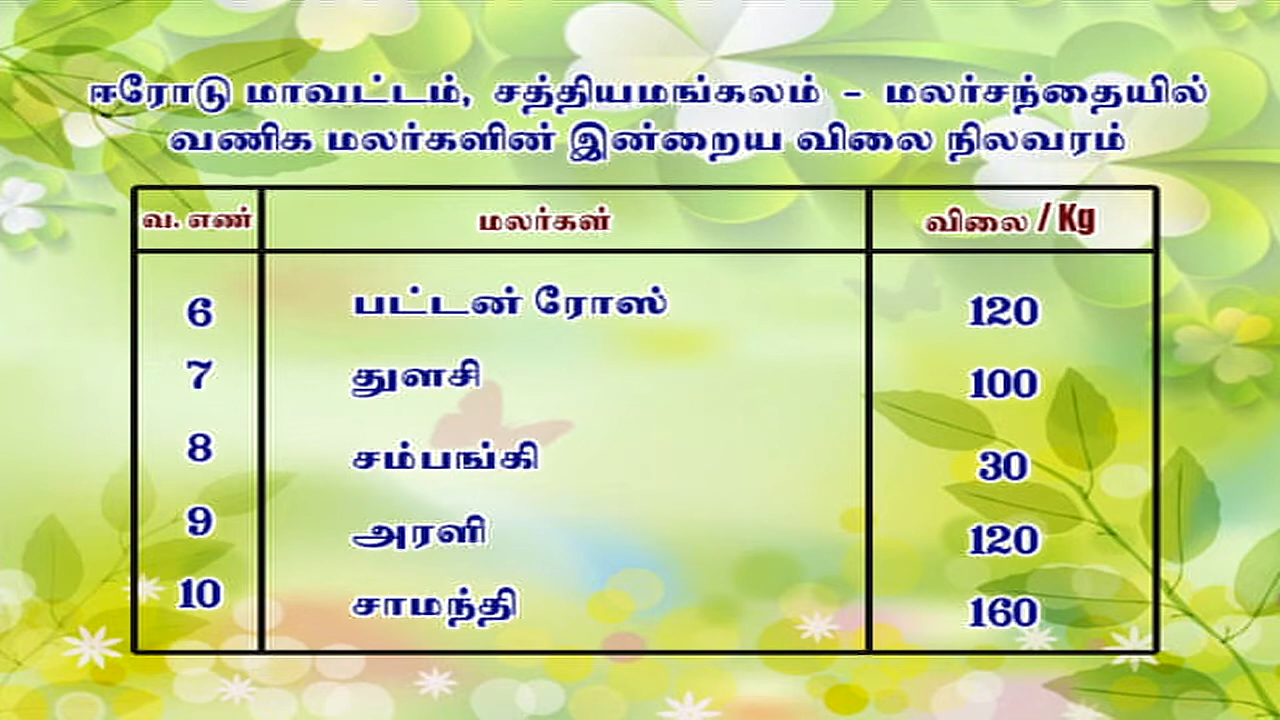 ஈரோடு மாவட்டம், சத்தியமங்கலம் - மலர்சந்தையில்
வணிக மலர்களின் இன்றைய விலை நிலவரம்
வ. எண் மலர்கள் விலை / Kg
6 பட்டன் ரோஸ் 120
7 துளசி 100
8 சம்பங்கி 30
9 அரளி 120
10 சாமந்தி 160